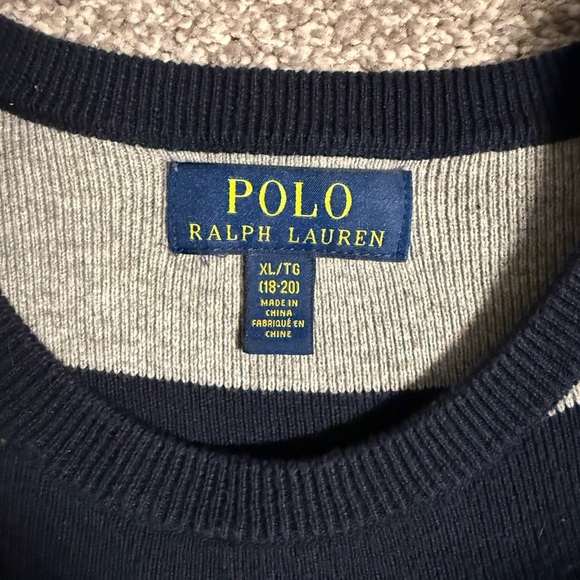 POLO
RALPH LAUREN
XL/TG
(18-20)
MADE IN
CHINA
FABRIQUÉ EN
CHINE